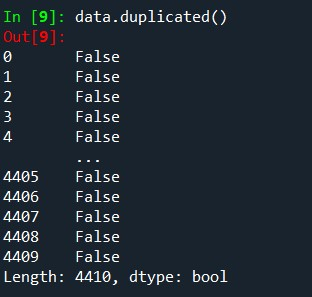 In [9]: data.duplicated()
Out[9]:
0       False
1       False
2       False
3       False
4       False
        ...
4405    False
4406    False
4407    False
4408    False
4409    False
Length: 4410, dtype: bool